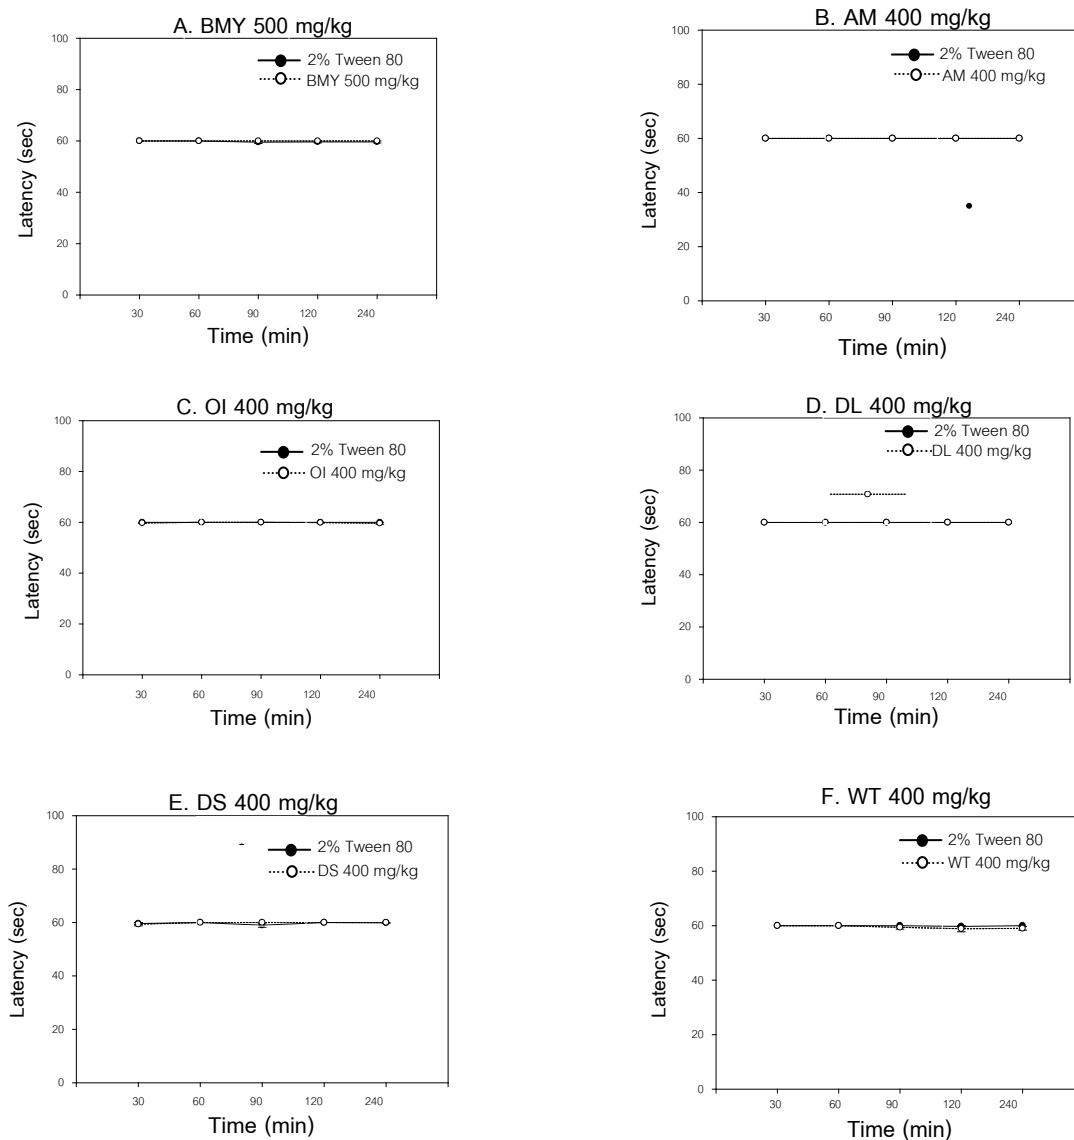 A. BMY 500 mg/kg
100
80
60
40
20
0
2% Tween 80
BMY 500 mg/kg
Latency (sec)
30 60 90 120 240
Time (min)
B. AM 400 mg/kg
100
80
60
40
20
0
2% Tween 80
AM 400 mg/kg
Latency (sec)
30 60 90 120 240
Time (min)
C. OI 400 mg/kg
100
80
60
40
20
0
2% Tween 80
OI 400 mg/kg
Latency (sec)
30 60 90 120 240
Time (min)
D. DL 400 mg/kg
100
80
60
40
20
0
2% Tween 80
DL 400 mg/kg
Latency (sec)
30 60 90 120 240
Time (min)
E. DS 400 mg/kg
100
80
60
40
20
0
2% Tween 80
DS 400 mg/kg
Latency (sec)
30 60 90 120 240
Time (min)
F. WT 400 mg/kg
100
80
60
40
20
0
2% Tween 80
WT 400 mg/kg
Latency (sec)
30 60 90 120 240
Time (min)